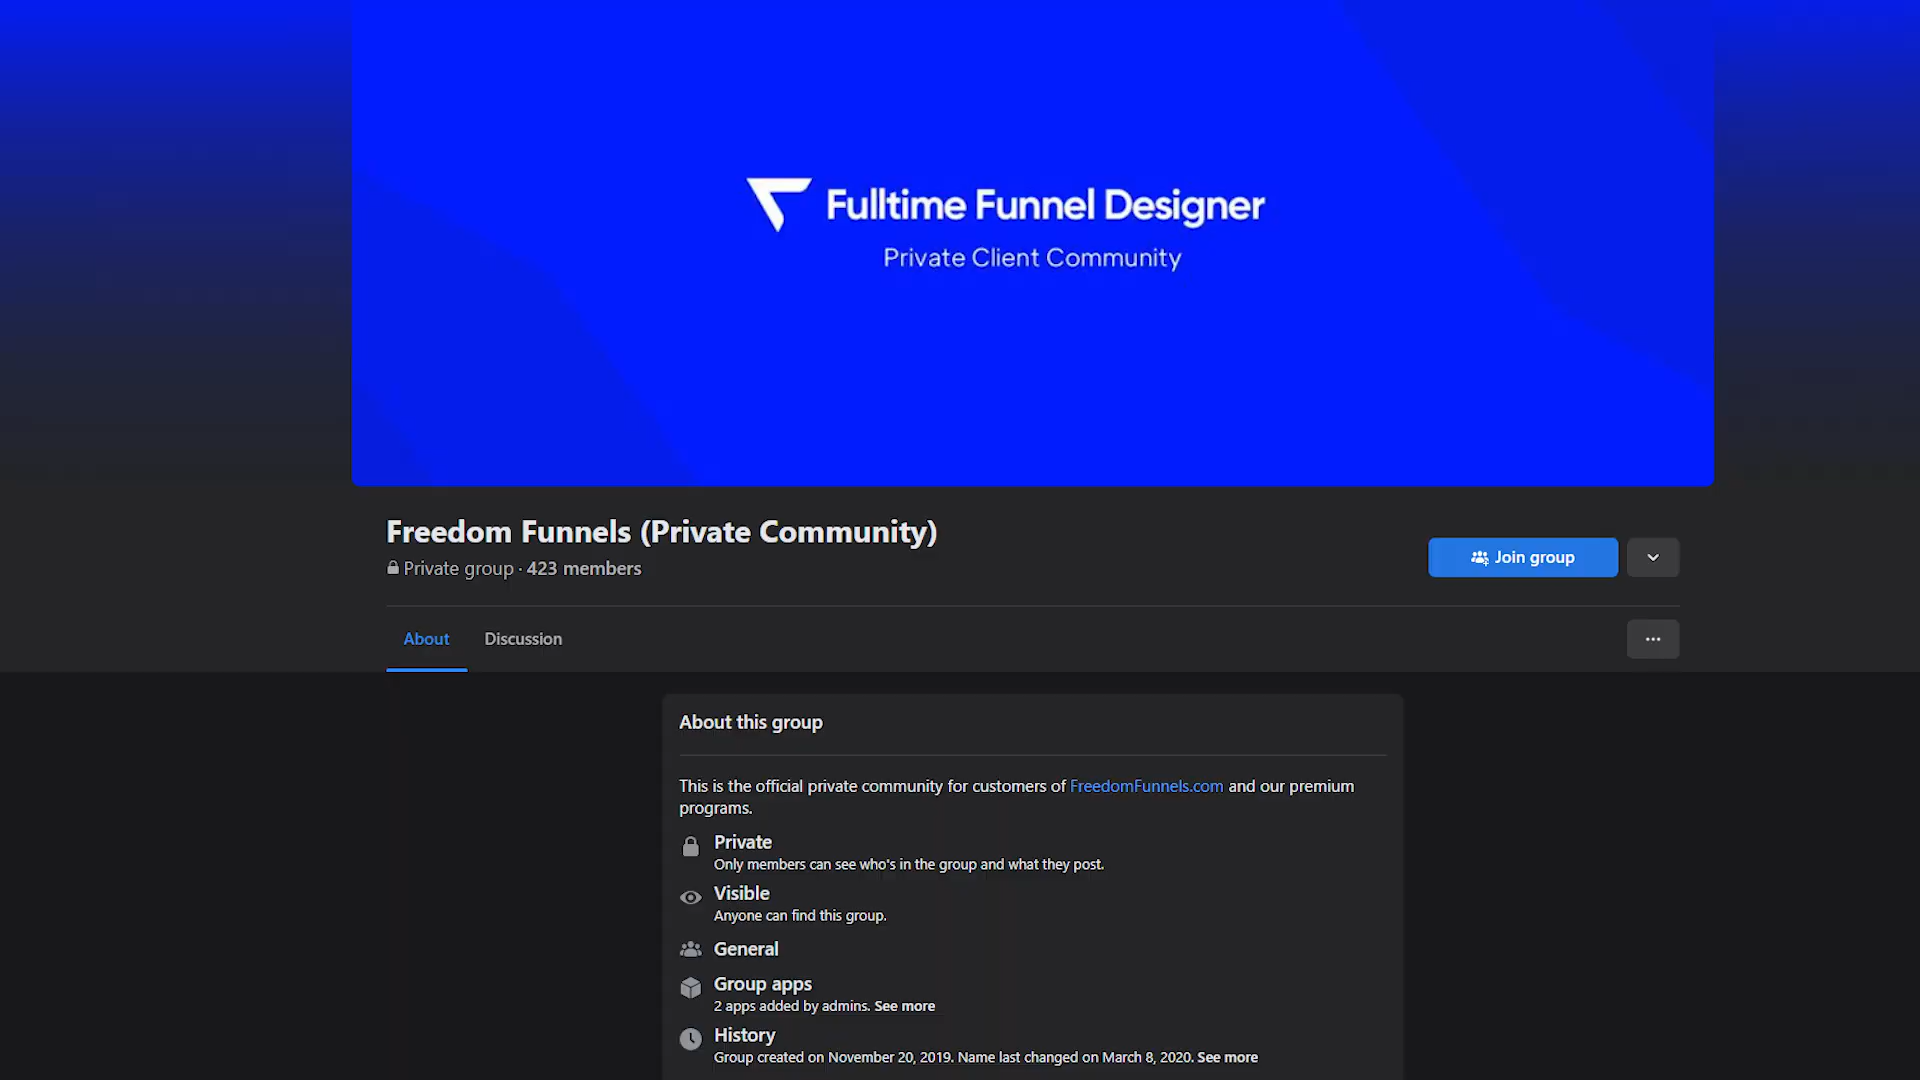 Fulltime Funnel Designer
Private Client Community
Freedom Funnels (Private Community)
Private group · 423 members
Join group
About
Discussion
About this group
This is the official private community for customers of FreedomFunnels.com and our premium
programs.
Private
Only members can see who's in the group and what they post.
Visible
Anyone can find this group.
General
Group apps
2 apps added by admins. See more
History
Group created on November 20, 2019. Name last changed on March 8, 2020. See more